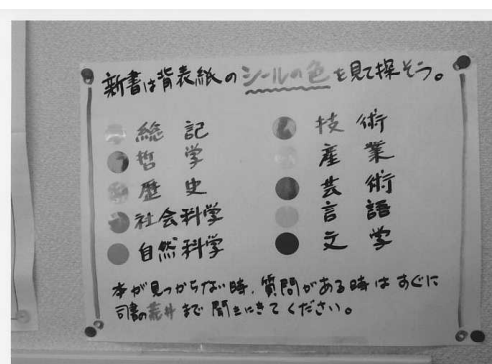 新書は背表紙のシールの色を見て探そう。
総記
哲学
歴史
社会科学
自然科学
技術
産業
芸術
言語
文学
本が見つからない時、質問がある時はすぐに
司書の荒井まで聞きにきてください。